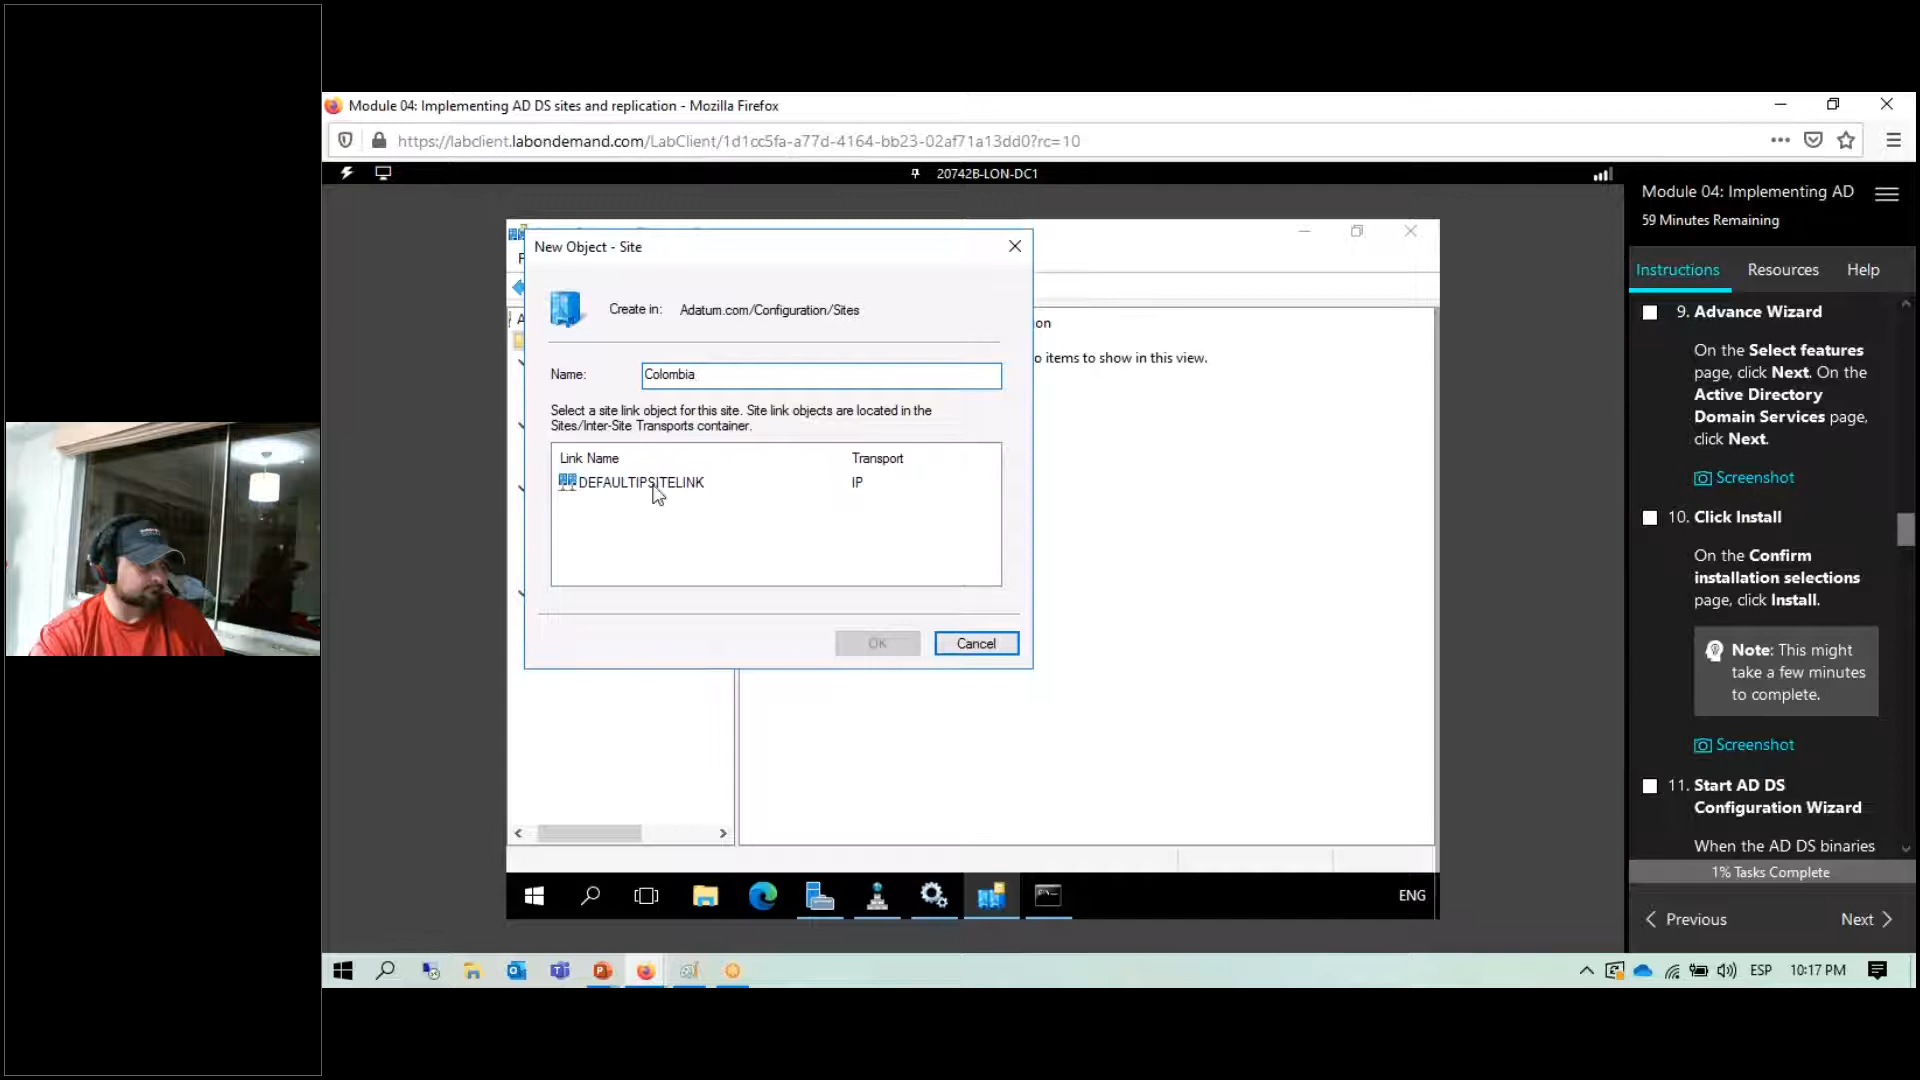 Module 04: Implementing AD DS sites and replication - Mozilla Firefox
https://labclient.labondemand.com/LabClient/1d1cc5fa-a77d-4164-bb23-02af71a13dd0?rc=10
20742B-LON-DC1
New Object - Site
Create in: Adatum.com/Configuration/Sites
Name: Colombia
Select a site link object for this site. Site link objects are located in the
Sites/Inter-Site Transports container.
Link Name Transport
DEFAULTIPSITELINK IP
OK Cancel
on
o items to show in this view.
ENG
Module 04: Implementing AD
59 Minutes Remaining
Instructions Resources Help
9. Advance Wizard
On the Select features
page, click Next. On the
Active Directory
Domain Services page,
click Next.
Screenshot
10. Click Install
On the Confirm
installation selections
page, click Install.
Note: This might
take a few minutes
to complete.
Screenshot
11. Start AD DS
Configuration Wizard
When the AD DS binaries
1% Tasks Complete
Previous Next
ESP 10:17 PM